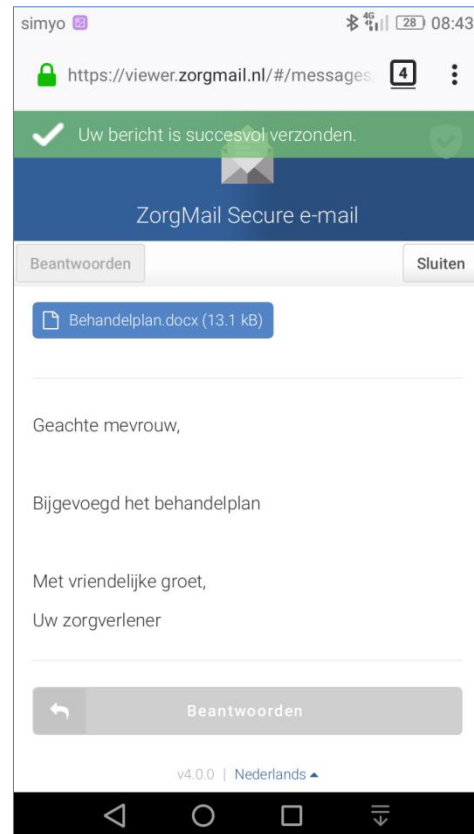 simyo 4G 28 08:43
https://viewer.zorgmail.nl/#/messages 4
Uw bericht is succesvol verzonden.
ZorgMail Secure e-mail
Beantwoorden Sluiten
Behandelplan.docx (13.1 kB)
Geachte mevrouw,
Bijgevoegd het behandelplan
Met vriendelijke groet,
Uw zorgverlener
Beantwoorden
v4.0.0 | Nederlands